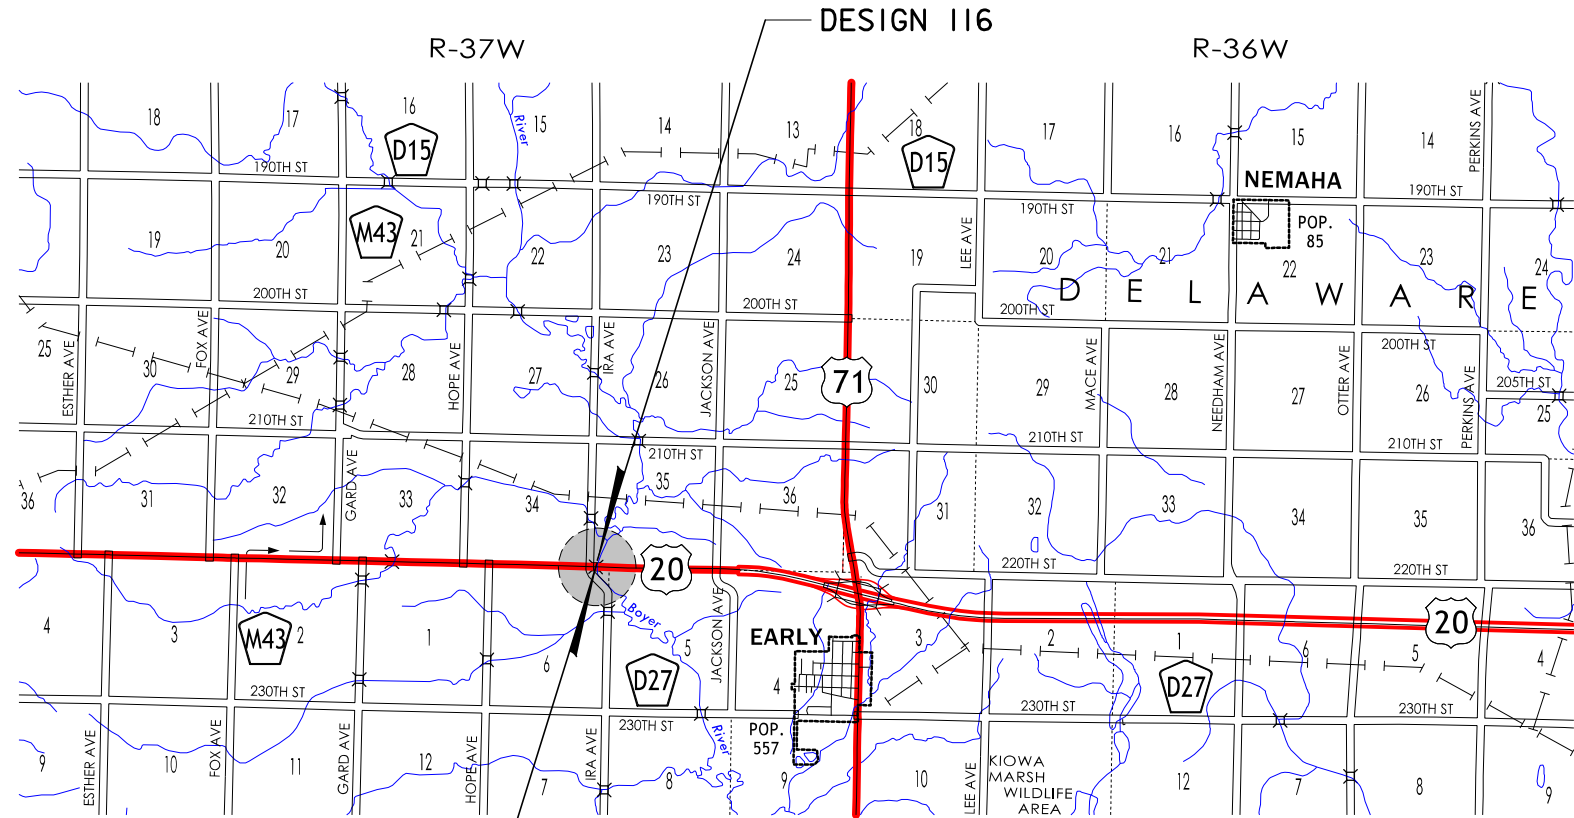 DESIGN 116
R-37W
R-36W
18
17
16
15
14
13
18
17
16
15
14
PERKINS AVE
River
D15
D15
190TH ST
190TH ST
190TH ST
190TH ST
NEMAHA
POP.
85
M43
19
20
21
22
23
24
19
LEE AVE
20
21
22
23
24
200TH ST
200TH ST
200TH ST
DELAWARE
200TH ST
25
ESTHER AVE
30
FOX AVE
29
28
HOPE AVE
27
IRA AVE
26
JACKSON AVE
25
71
30
29
MACE AVE
28
NEEDHAM AVE
27
OTTER AVE
26
PERKINS AVE
205TH ST
25
210TH ST
210TH ST
210TH ST
210TH ST
36
31
32
GARD AVE
33
34
35
36
31
32
33
34
35
36
20
220TH ST
220TH ST
4
3
M43
2
1
6
Boyer
5
JACKSON AVE
EARLY
4
3
2
1
6
5
20
4
D27
D27
230TH ST
230TH ST
230TH ST
230TH ST
POP.
557
River
9
ESTHER AVE
10
FOX AVE
11
GARD AVE
12
HOPE AVE
7
IRA AVE
8
9
10
LEE AVE
KIOWA
MARSH
WILDLIFE
AREA
12
7
8
9